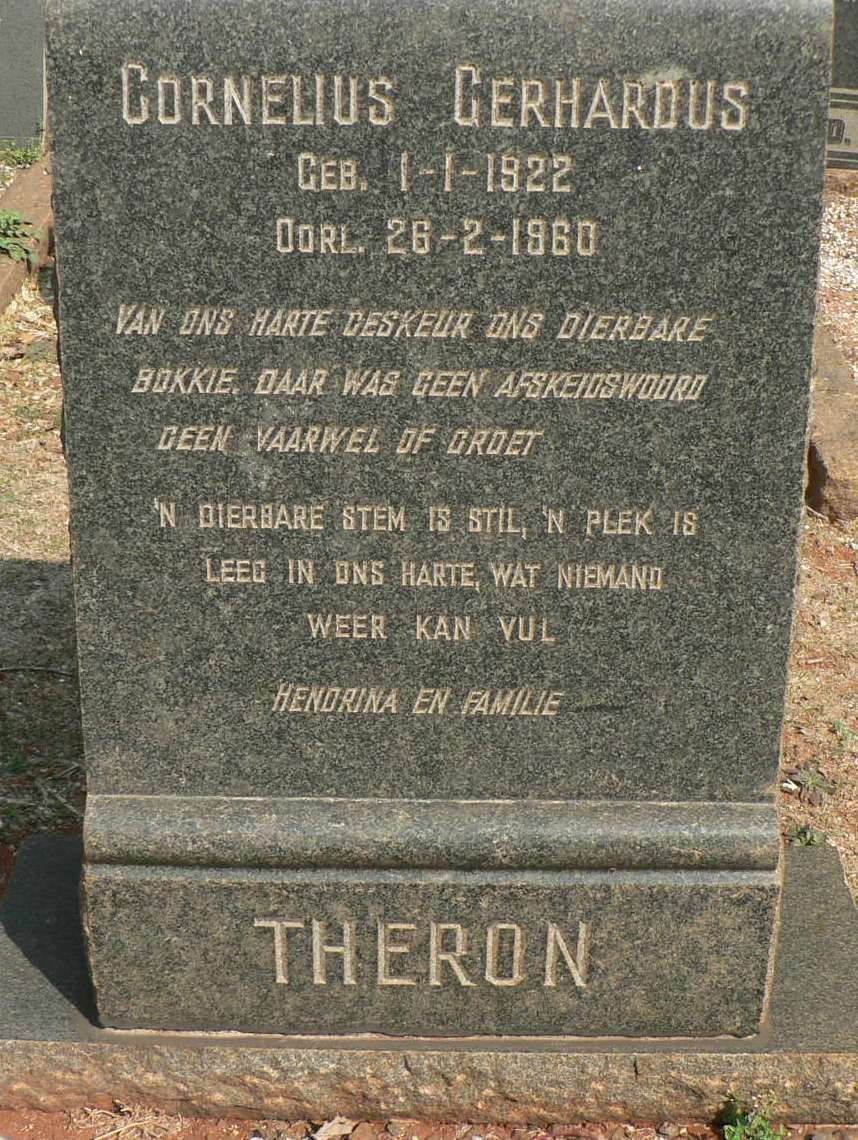 CORNELIUS GERHARDUS
GEB. 1-1-1922
OORL. 26-2-1960
VAN ONS HARTE GESKEUR ONS DIERBARE
BOKKIE. DAAR WAS GEEN AFSKEIDSWOORD
GEEN VAARWEL OF GROET
'N DIERBARE STEM IS STIL, 'N PLEK IS
LEEG IN ONS HARTE, WAT NIEMAND
WEER KAN VUL
HENDRINA EN FAMILIE
THERON